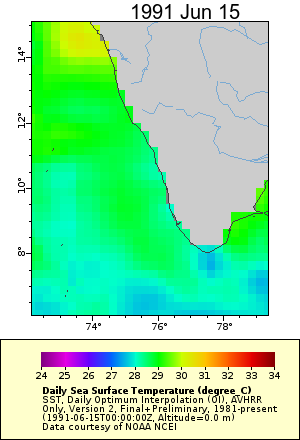 1991 Jun 15
14°
12°
10°
8°
74°
76°
78°
24 25 26 27 28 29 30 31 32 33 34
Daily Sea Surface Temperature (degree_C)
SST, Daily Optimum Interpolation (OI), AVHRR
Only, Version 2, Final+Preliminary, 1981-present
(1991-06-15T00:00:00Z, Altitude=0.0 m)
Data courtesy of NOAA NCEI